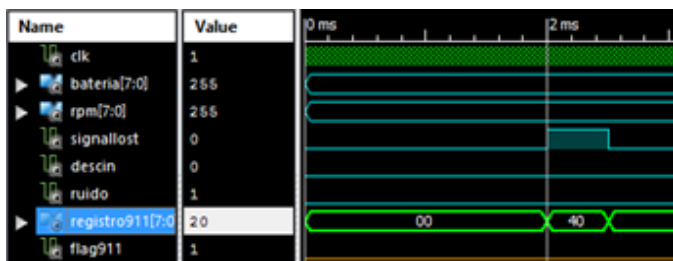 Name Value 0 ms 2 ms
clk 1
bateria[7:0] 255
rpm[7:0] 255
signallost 0
descin 0
ruido 1
registro911[7:0 20 00 40
flag911 1